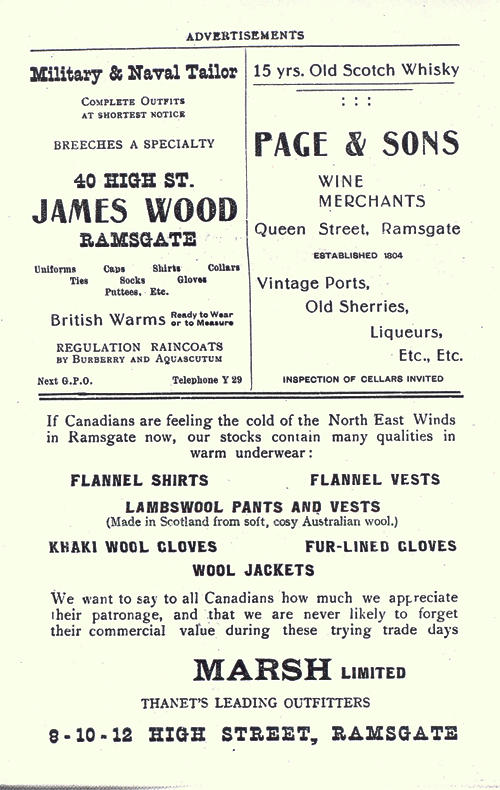 ADVERTISEMENTS
Military & Naval Tailor
COMPLETE OUTFITS
AT SHORTEST NOTICE
BREECHES A SPECIALTY
40 HIGH ST.
JAMES WOOD
RAMSGATE
Uniforms Caps Shirts Collars
Ties Socks Gloves
Puttees, Etc.
British Warms Ready to Wear
or to Measure
REGULATION RAINCOATS
BY BURBERRY AND AQUASCUTUM
Next G.P.O. Telephone Y 29
15 yrs. Old Scotch Whisky
: : :
PAGE & SONS
WINE
MERCHANTS
Queen Street, Ramsgate
ESTABLISHED 1804
Vintage Ports,
Old Sherries,
Liqueurs,
Etc., Etc.
INSPECTION OF CELLARS INVITED
If Canadians are feeling the cold of the North East Winds
in Ramsgate now, our stocks contain many qualities in
warm underwear:
FLANNEL SHIRTS FLANNEL VESTS
LAMBSWOOL PANTS AND VESTS
(Made in Scotland from soft, cosy Australian wool.)
KHAKI WOOL GLOVES FUR-LINED GLOVES
WOOL JACKETS
We want to say to all Canadians how much we appreciate
their patronage, and that we are never likely to forget
their commercial value during these trying trade days
MARSH LIMITED
THANET'S LEADING OUTFITTERS
8-10-12 HIGH STREET, RAMSGATE